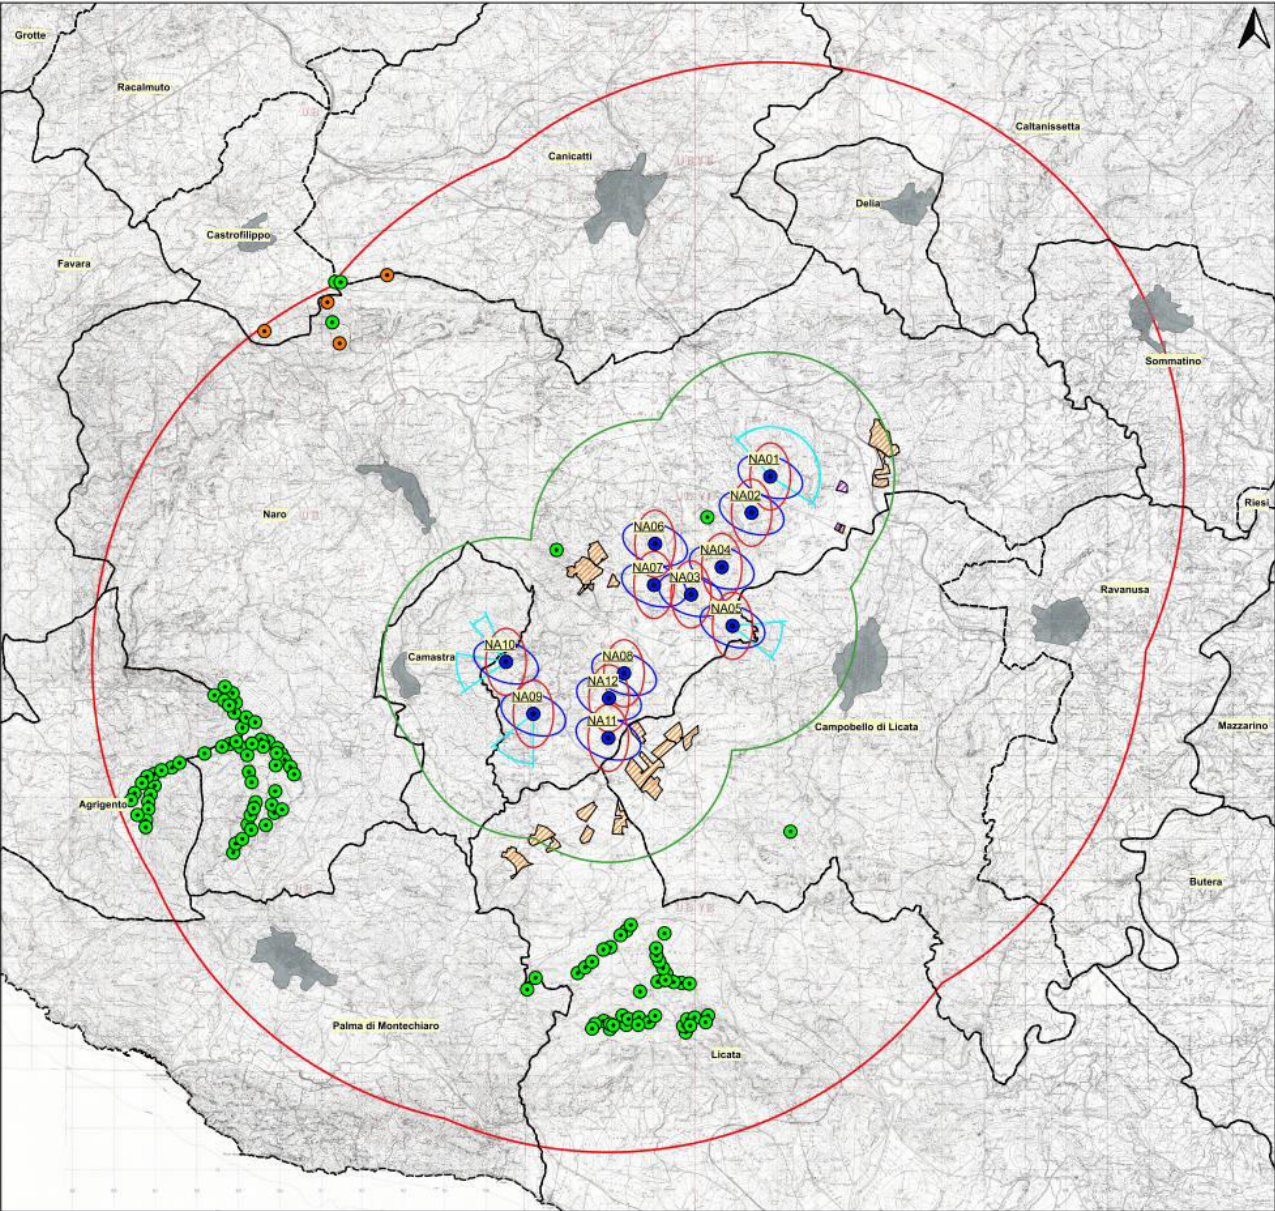 Grotte
Racalmuto
Caltanissetta
Canicatti
Delia
Castrofilippo
Favara
Sommatino
NA01
NA02
Riesi
Naro
NA06
NA04
NA07
NA03
Ravanusa
NA05
NA10
Camastra
NA08
NA12
NA09
NA11
Campobello di Licata
Mazzarino
Agrigento
Butera
Palma di Montechiaro
Licata